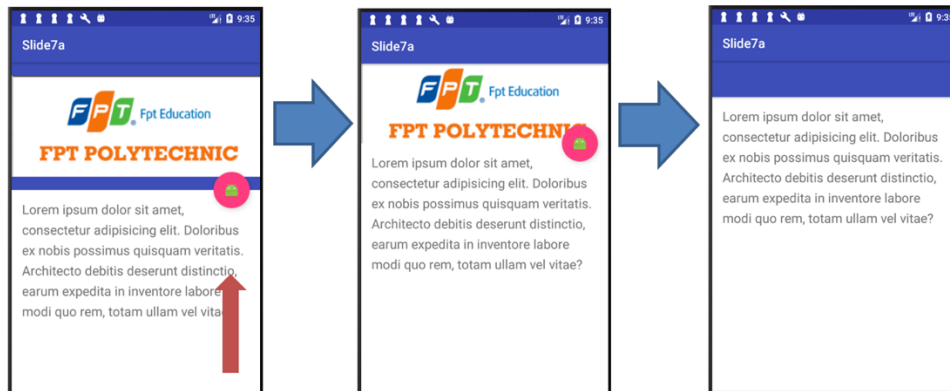 9:35
Slide7a
FPT. Fpt Education
FPT POLYTECHNIC
Lorem ipsum dolor sit amet,
consectetur adipisicing elit. Doloribus
ex nobis possimus quisquam veritatis.
Architecto debitis deserunt distinctio,
earum expedita in inventore labore
modi quo rem, totam ullam vel vitae
9:35
Slide7a
FPT. Fpt Education
FPT POLYTECHNIC
Lorem ipsum dolor sit amet,
consectetur adipisicing elit. Doloribus
ex nobis possimus quisquam veritatis.
Architecto debitis deserunt distinctio,
earum expedita in inventore labore
modi quo rem, totam ullam vel vitae?
9:35
Slide7a
Lorem ipsum dolor sit amet,
consectetur adipisicing elit. Doloribus
ex nobis possimus quisquam veritatis.
Architecto debitis deserunt distinctio,
earum expedita in inventore labore
modi quo rem, totam ullam vel vitae?